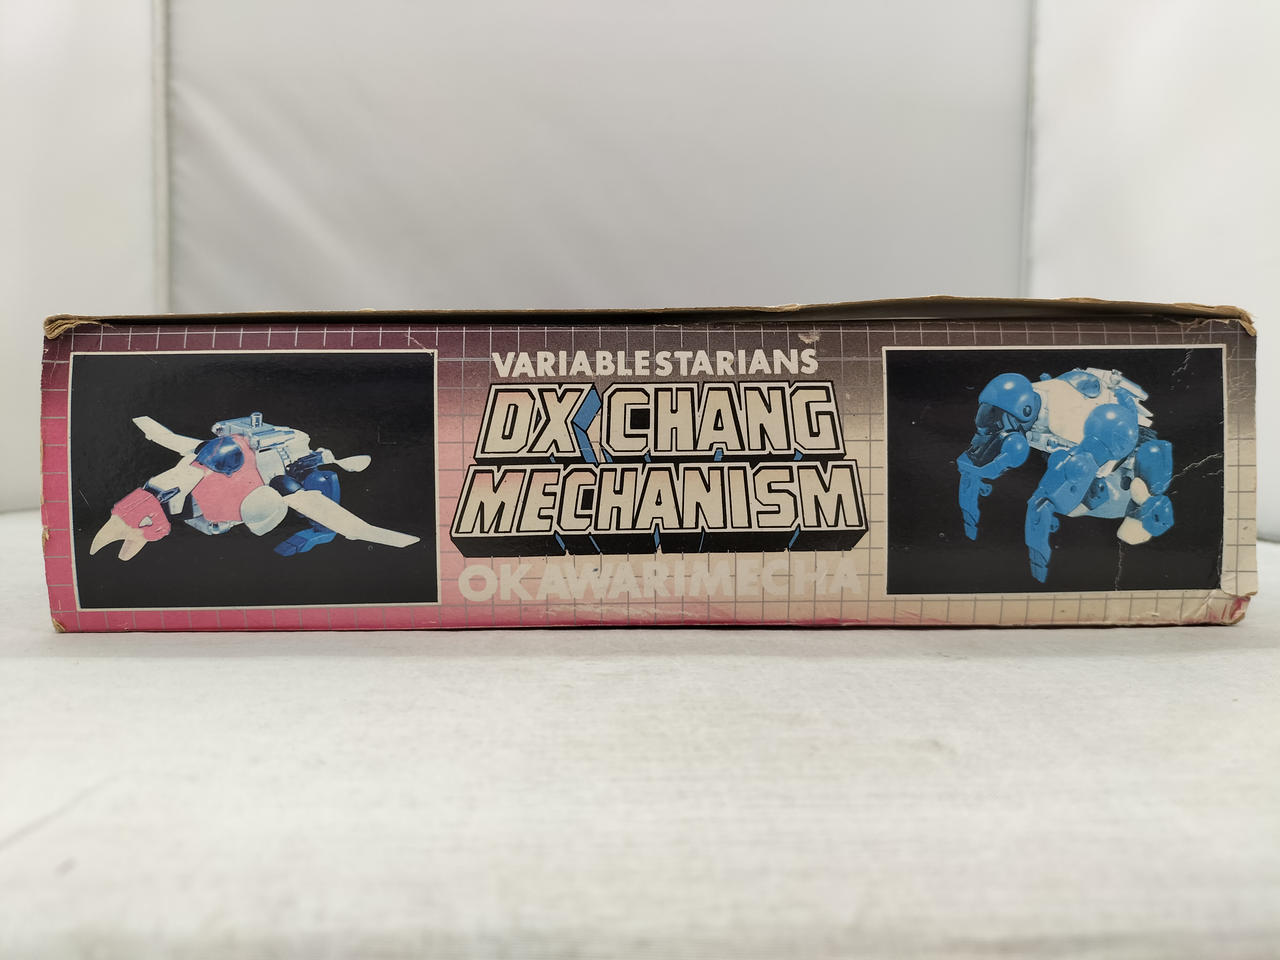 VARIABLESTARIANS
DX CHANG
MECHANISM
OKAWARIMECHA